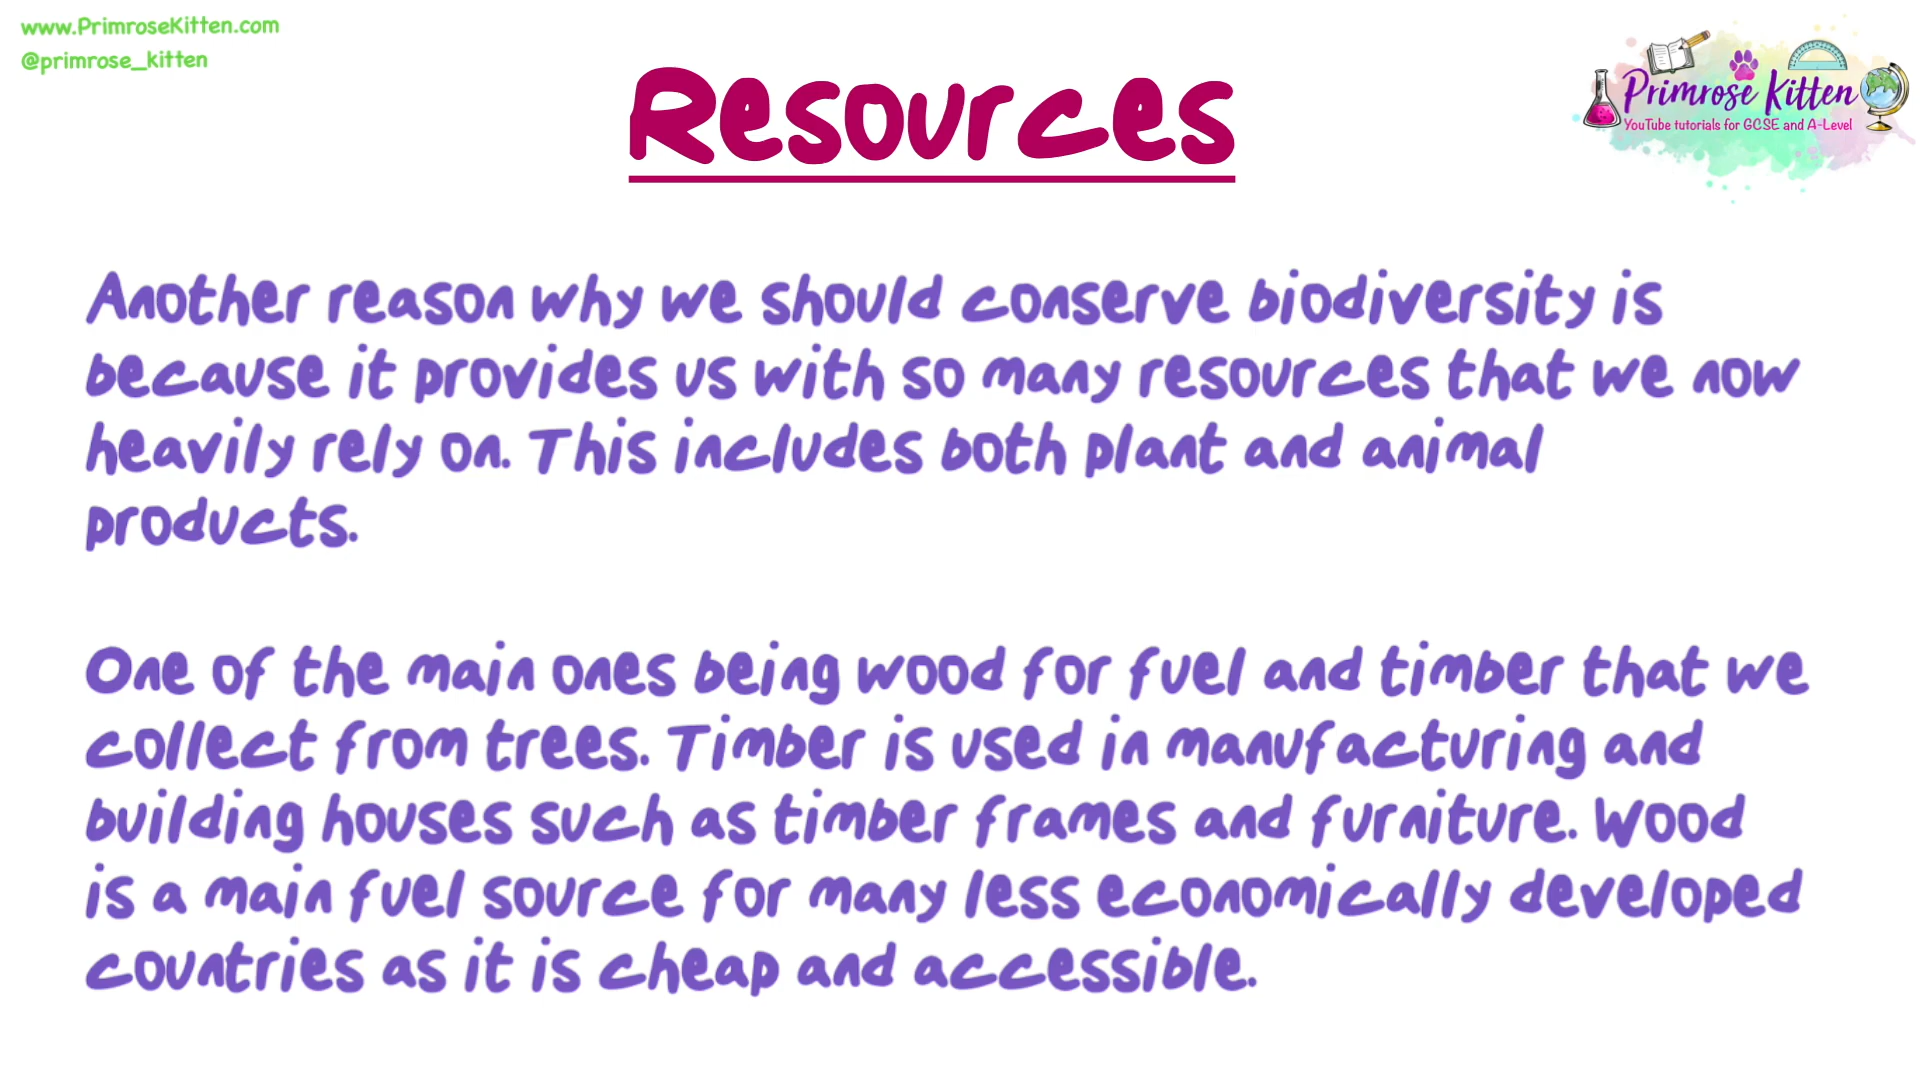 www.PrimroseKitten.com
@primrose_kitten
Resources
Primrose Kitten
YouTube tutorials for GCSE and A-Level
Another reason why we should conserve biodiversity is
because it provides us with so many resources that we now
heavily rely on. This includes both plant and animal
products.
One of the main ones being wood for fuel and timber that we
collect from trees. Timber is used in manufacturing and
building houses such as timber frames and furniture. Wood
is a main fuel source for many less economically developed
countries as it is cheap and accessible.